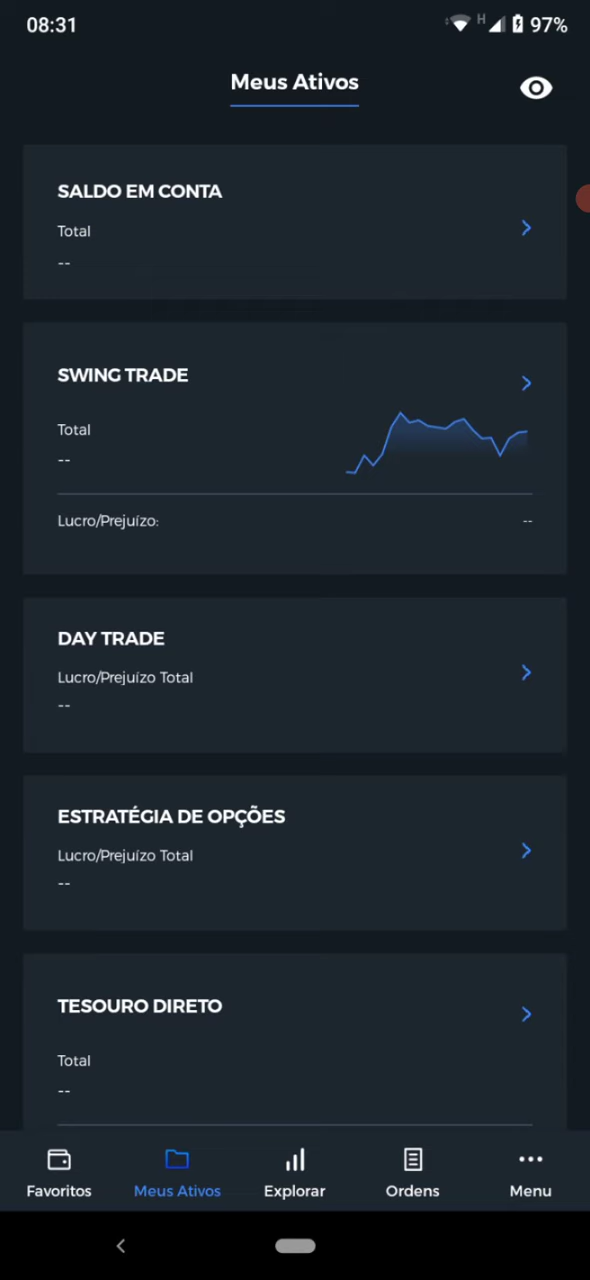 08:31
H
97%
Meus Ativos
SALDO EM CONTA
Total
--
SWING TRADE
Total
--
Lucro/Prejuízo:
--
DAY TRADE
Lucro/Prejuízo Total
--
ESTRATÉGIA DE OPÇÕES
Lucro/Prejuízo Total
--
TESOURO DIRETO
Total
--
Favoritos
Meus Ativos
Explorar
Ordens
Menu